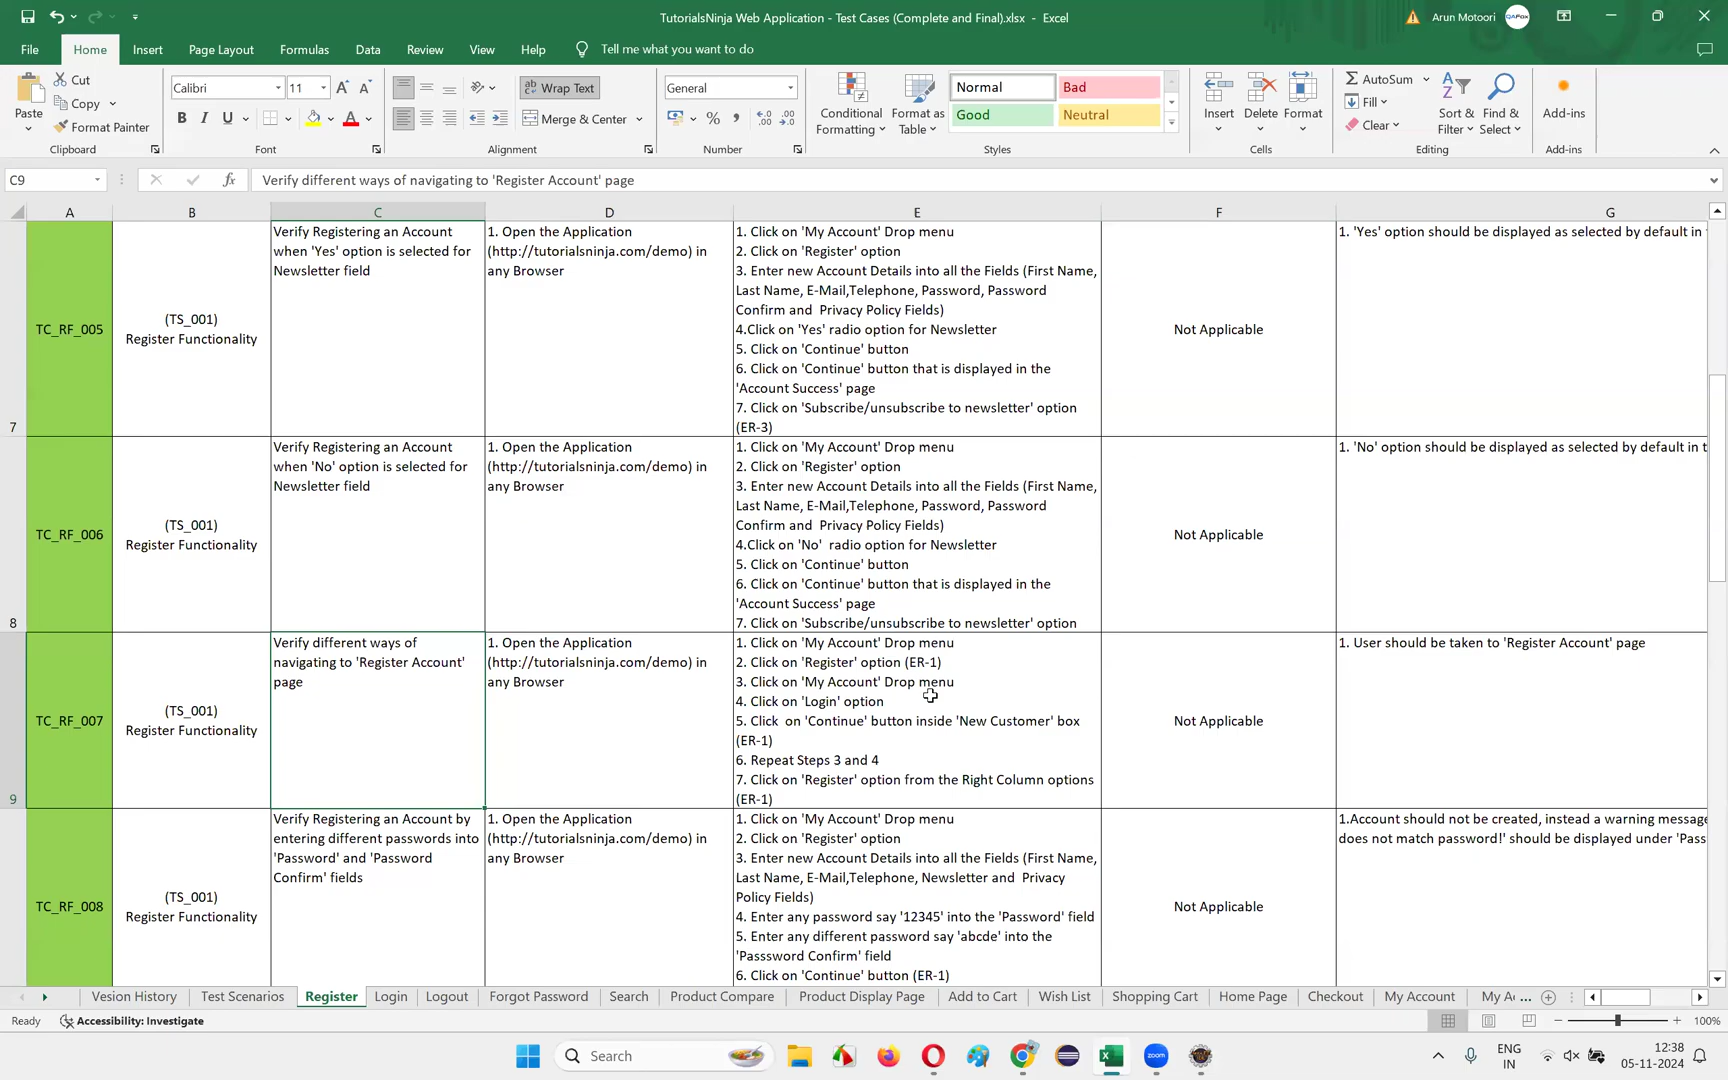 TutorialsNinja Web Application - Test Cases (Complete and Final).xlsx - Excel
Arun Motoori
QAFox
File Home Insert Page Layout Formulas Data Review View Help Tell me what you want to do
Paste
Cut
Copy
Format Painter
Clipboard
Calibri 11
B I U
Font
Wrap Text
Merge & Center
Alignment
General
Number
Conditional Formatting
Format as Table
Normal Bad
Good Neutral
Styles
Insert Delete Format
Cells
AutoSum
Fill
Clear
Sort & Filter
Find & Select
Editing
Add-ins
Add-ins
C9
fx
Verify different ways of navigating to 'Register Account' page
A B C D E F G
7
TC_RF_005
(TS_001)
Register Functionality
Verify Registering an Account
when 'Yes' option is selected for
Newsletter field
1. Open the Application
(http://tutorialsninja.com/demo) in
any Browser
1. Click on 'My Account' Drop menu
2. Click on 'Register' option
3. Enter new Account Details into all the Fields (First Name,
Last Name, E-Mail,Telephone, Password, Password
Confirm and  Privacy Policy Fields)
4.Click on 'Yes' radio option for Newsletter
5. Click on 'Continue' button
6. Click on 'Continue' button that is displayed in the
'Account Success' page
7. Click on 'Subscribe/unsubscribe to newsletter' option
(ER-3)
Not Applicable
1. 'Yes' option should be displayed as selected by default in
8
TC_RF_006
(TS_001)
Register Functionality
Verify Registering an Account
when 'No' option is selected for
Newsletter field
1. Open the Application
(http://tutorialsninja.com/demo) in
any Browser
1. Click on 'My Account' Drop menu
2. Click on 'Register' option
3. Enter new Account Details into all the Fields (First Name,
Last Name, E-Mail,Telephone, Password, Password
Confirm and  Privacy Policy Fields)
4.Click on 'No'  radio option for Newsletter
5. Click on 'Continue' button
6. Click on 'Continue' button that is displayed in the
'Account Success' page
7. Click on 'Subscribe/unsubscribe to newsletter' option
Not Applicable
1. 'No' option should be displayed as selected by default in t
9
TC_RF_007
(TS_001)
Register Functionality
Verify different ways of
navigating to 'Register Account'
page
1. Open the Application
(http://tutorialsninja.com/demo) in
any Browser
1. Click on 'My Account' Drop menu
2. Click on 'Register' option (ER-1)
3. Click on 'My Account' Drop menu
4. Click on 'Login' option
5. Click  on 'Continue' button inside 'New Customer' box
(ER-1)
6. Repeat Steps 3 and 4
7. Click on 'Register' option from the Right Column options
(ER-1)
Not Applicable
1. User should be taken to 'Register Account' page
TC_RF_008
(TS_001)
Register Functionality
Verify Registering an Account by
entering different passwords into
'Password' and 'Password
Confirm' fields
1. Open the Application
(http://tutorialsninja.com/demo) in
any Browser
1. Click on 'My Account' Drop menu
2. Click on 'Register' option
3. Enter new Account Details into all the Fields (First Name,
Last Name, E-Mail,Telephone, Newsletter and  Privacy
Policy Fields)
4. Enter any password say '12345' into the 'Password' field
5. Enter any different password say 'abcde' into the
'Passsword Confirm' field
6. Click on 'Continue' button (ER-1)
Not Applicable
1.Account should not be created, instead a warning message
does not match password!' should be displayed under 'Pass
Vesion History Test Scenarios Register Login Logout Forgot Password Search Product Compare Product Display Page Add to Cart Wish List Shopping Cart Home Page Checkout My Account My A ...
Ready Accessibility: Investigate 100%
Search
zoom
ENG
IN
12:38
05-11-2024